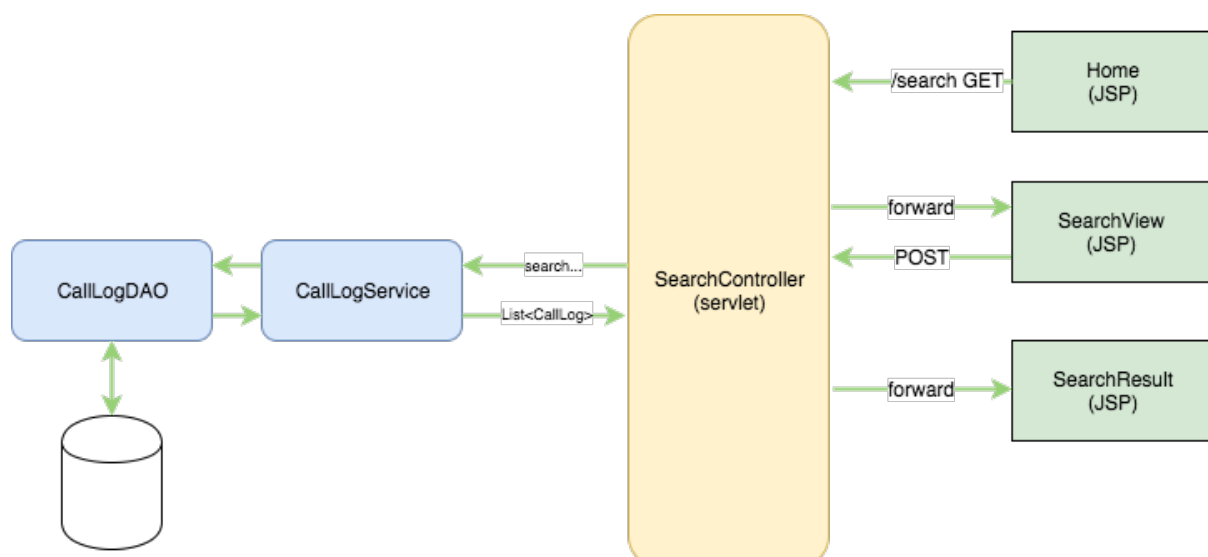 /search GET
Home
(JSP)
forward
SearchView
(JSP)
POST
CallLogDAO
CallLogService
search...
List<CallLog>
SearchController
(servlet)
forward
SearchResult
(JSP)